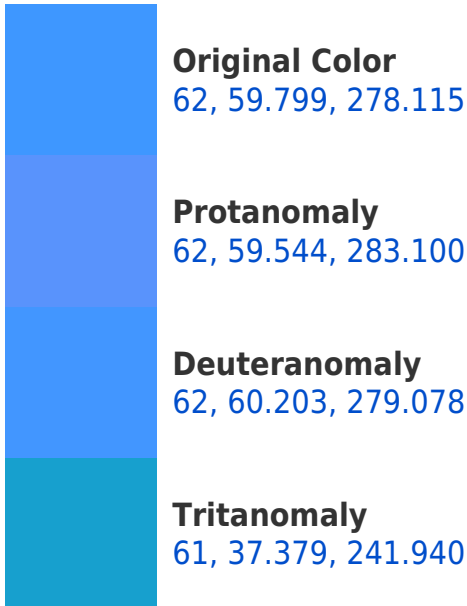 Original Color
62, 59.799, 278.115
Protanomaly
62, 59.544, 283.100
Deuteranomaly
62, 60.203, 279.078
Tritanomaly
61, 37.379, 241.940